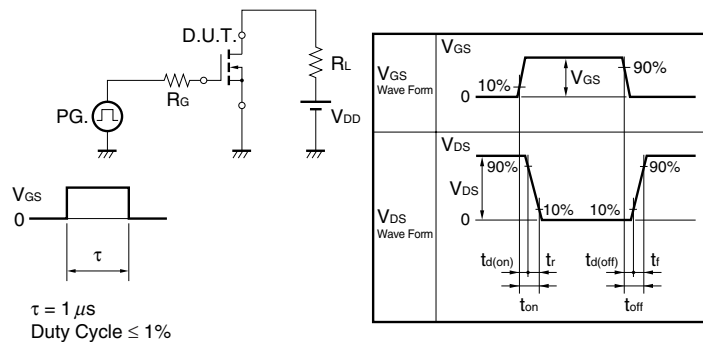 D.U.T.
RL
RG
PG.
VDD
VGS
0
τ
τ = 1 μs
Duty Cycle ≤ 1%
VGS
Wave Form
VGS
10%
VGS
90%
0
VDS
Wave Form
VDS
90%
90%
VDS
10%
10%
0
td(on)
tr
td(off)
tf
ton
toff